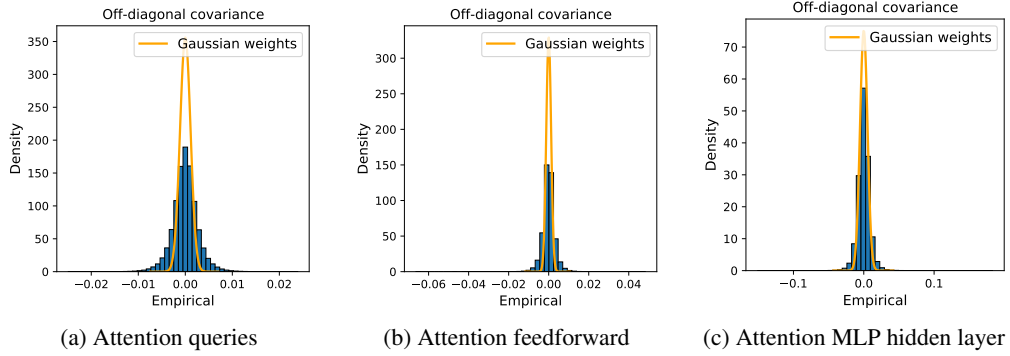 Off-diagonal covariance
Gaussian weights
350
300
250
200
150
100
50
0
Density
−0.02
−0.01
0.00
0.01
0.02
Empirical
(a) Attention queries
Off-diagonal covariance
Gaussian weights
300
250
200
150
100
50
0
Density
−0.06
−0.04
−0.02
0.00
0.02
0.04
Empirical
(b) Attention feedforward
Off-diagonal covariance
Gaussian weights
70
60
50
40
30
20
10
0
Density
−0.1
0.0
0.1
Empirical
(c) Attention MLP hidden layer